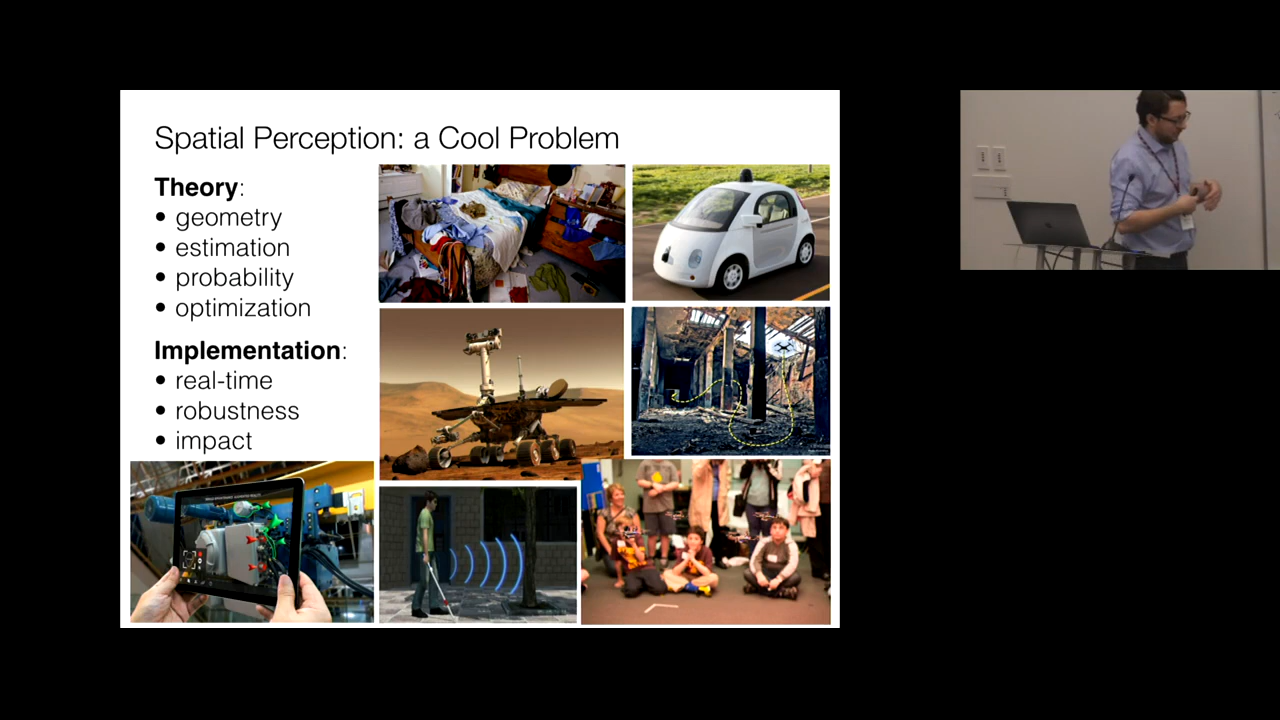 Spatial Perception: a Cool Problem
Theory:
• geometry
• estimation
• probability
• optimization
Implementation:
• real-time
• robustness
• impact